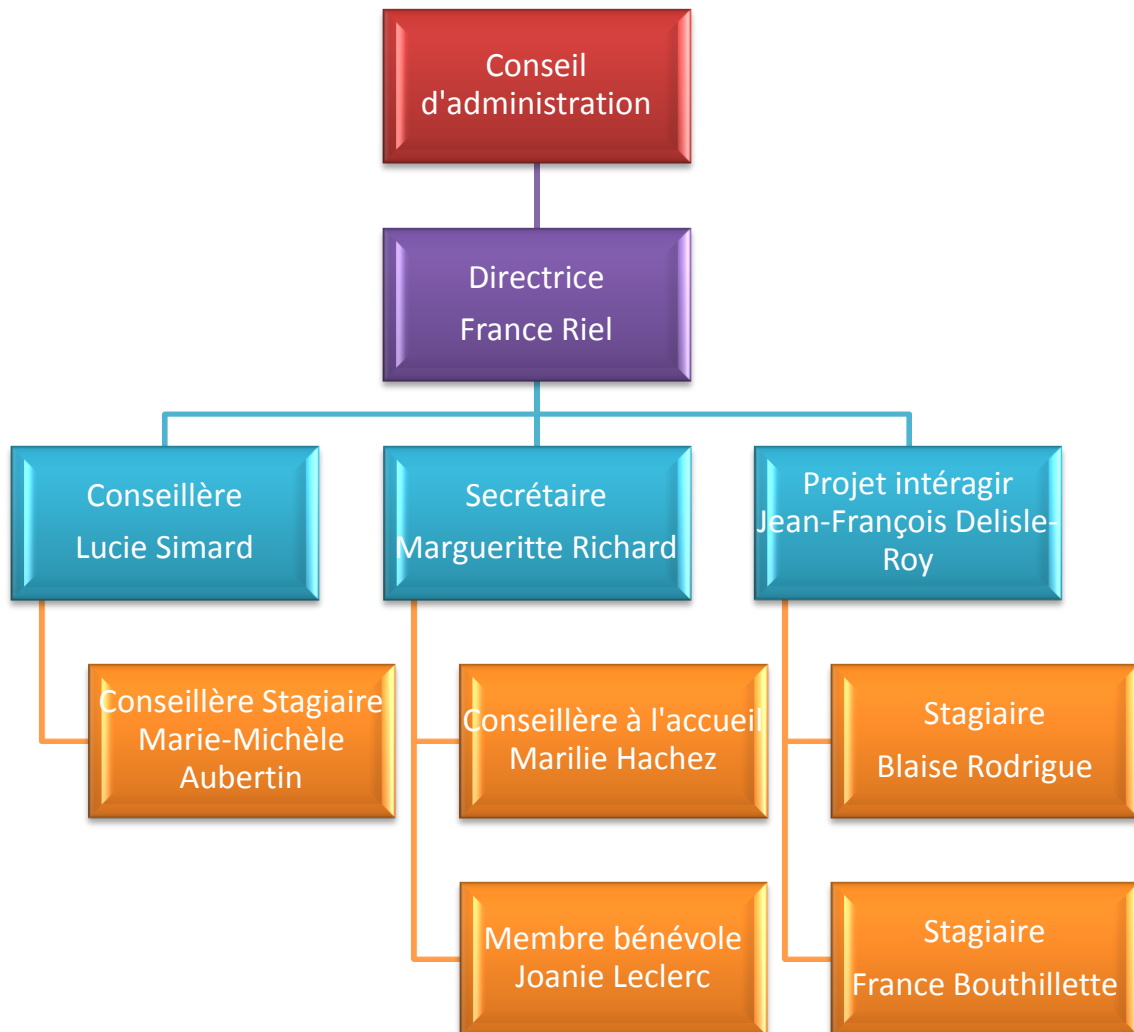 Conseil
d'administration
Directrice
France Riel
Conseillère
Lucie Simard
Secrétaire
Margueritte Richard
Projet intéragir
Jean-François Delisle-
Roy
Conseillère Stagiaire
Marie-Michèle
Aubertin
Conseillère à l'accueil
Marilie Hachez
Stagiaire
Blaise Rodrigue
Membre bénévole
Joanie Leclerc
Stagiaire
France Bouthillette